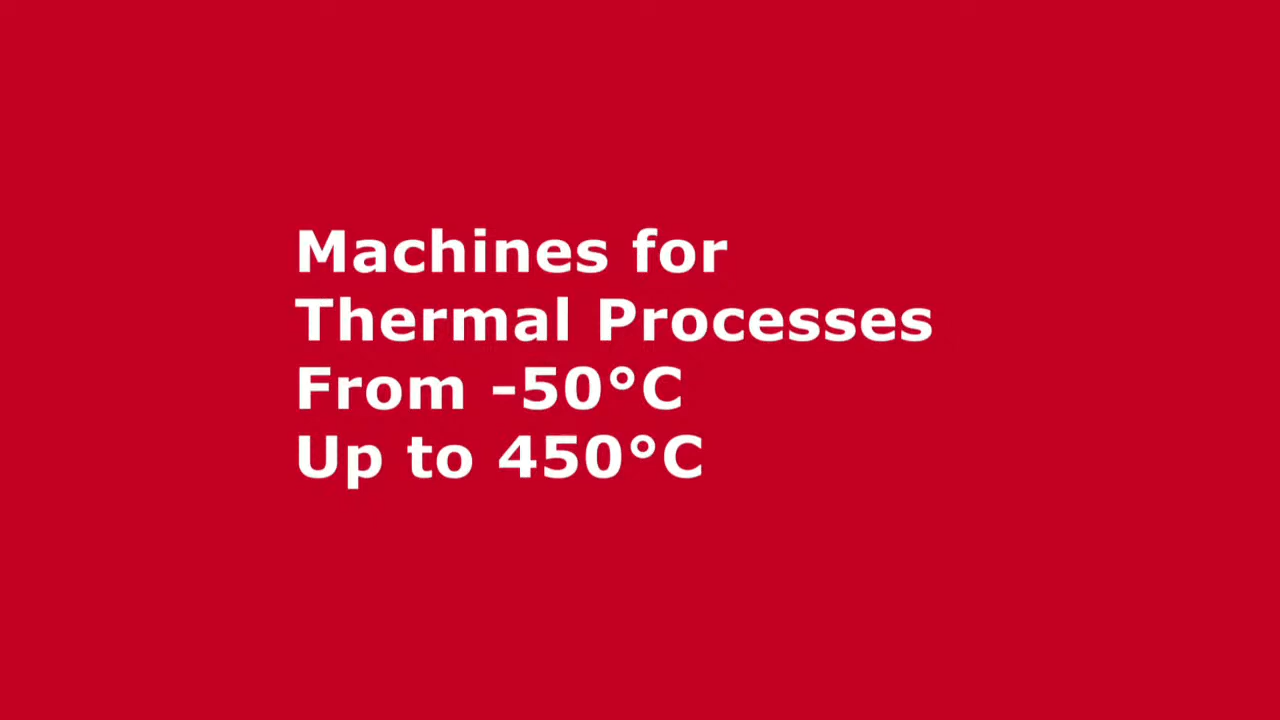 Machines for
Thermal Processes
From -50°C
Up to 450°C